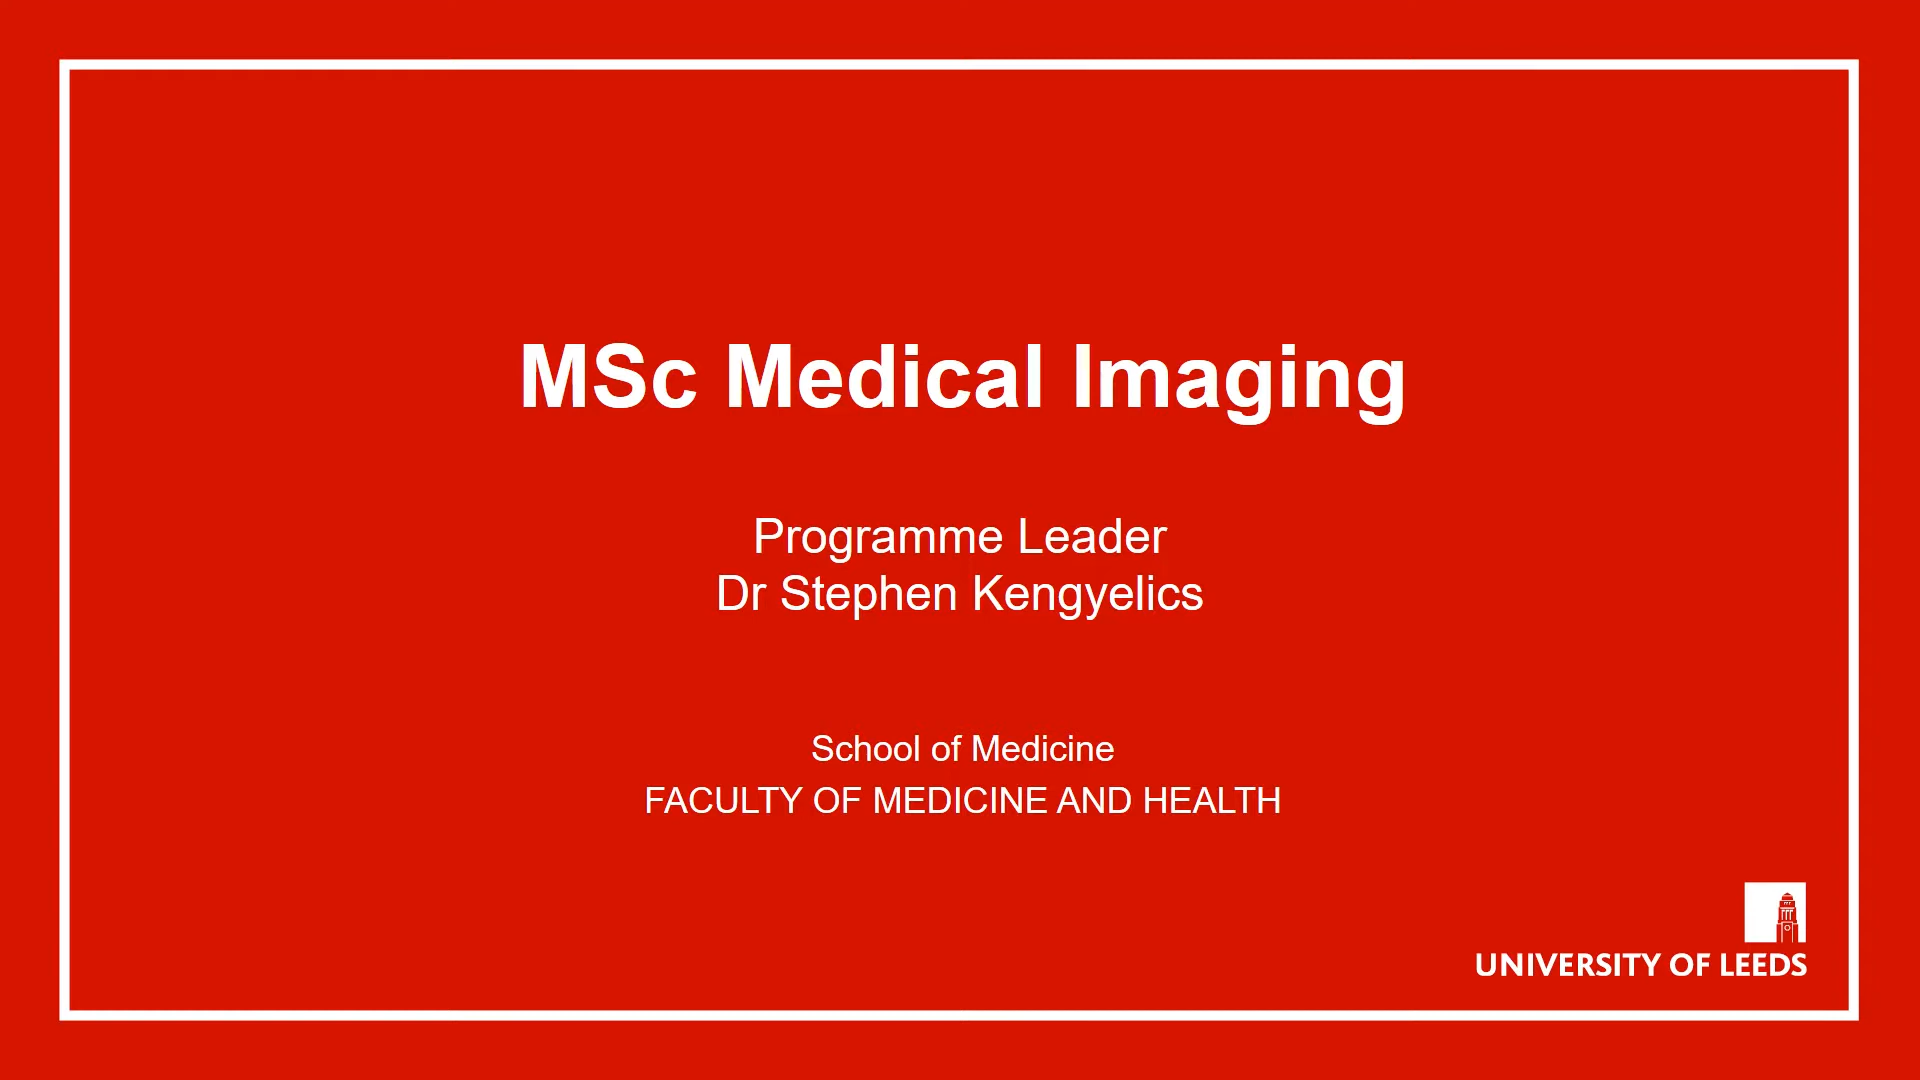 MSc Medical Imaging
Programme Leader
Dr Stephen Kengyelics
School of Medicine
FACULTY OF MEDICINE AND HEALTH
UNIVERSITY OF LEEDS